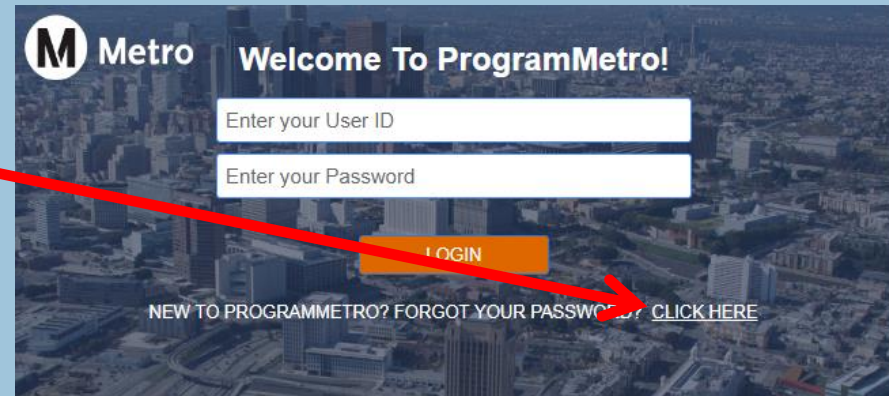 M Metro
Welcome To ProgramMetro!
Enter your User ID
Enter your Password
LOGIN
NEW TO PROGRAMMETRO? FORGOT YOUR PASSWORD? CLICK HERE